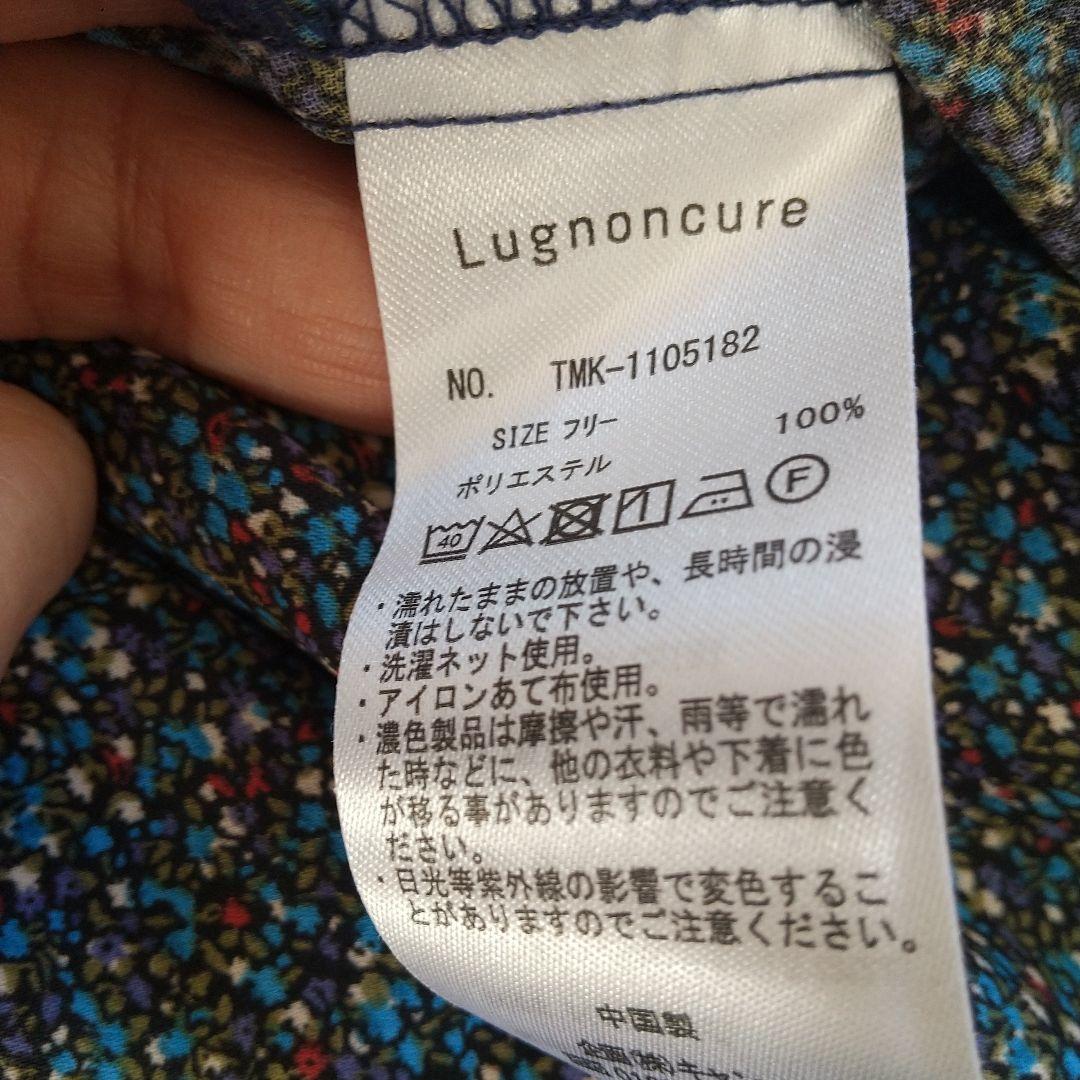 Lugnoncure
NO. TMK-1105182
SIZE フリー
ポリエステル 100%
40 F
・濡れたままの放置や、長時間の浸
漬はしないで下さい。
・洗濯ネット使用。
・アイロンあて布使用。
・濃色製品は摩擦や汗、雨等で濡れ
た時などに、他の衣料や下着に色
が移る事がありますのでご注意く
ださい。
・日光等紫外線の影響で変色するこ
とがありますのでご注意ください。
中国製